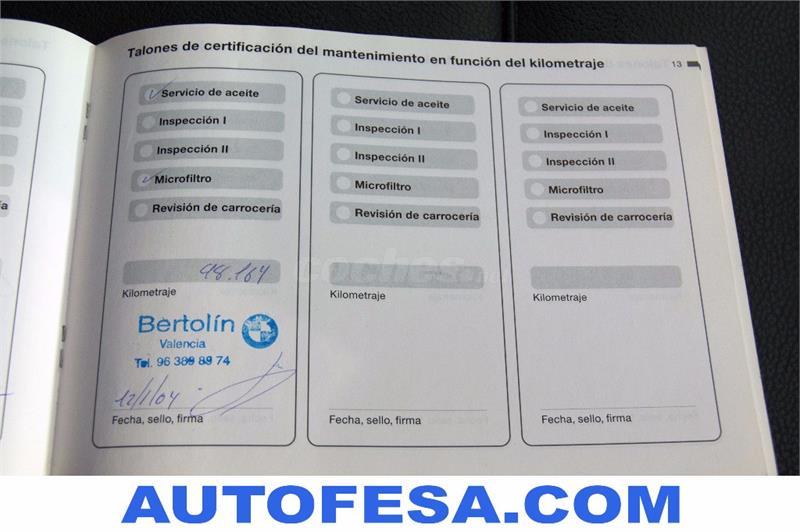 Talones de certificación del mantenimiento en función del kilometraje 13
Servicio de aceite
Inspección I
Inspección II
Microfiltro
Revisión de carrocería
98.164
Kilometraje
Bertolín
Valencia
Tel. 96 389 89 74
12/1/04
Fecha, sello, firma
Servicio de aceite
Inspección I
Inspección II
Microfiltro
Revisión de carrocería
coches.net
Kilometraje
Fecha, sello, firma
Servicio de aceite
Inspección I
Inspección II
Microfiltro
Revisión de carrocería
Kilometraje
Fecha, sello, firma
AUTOFESA.COM